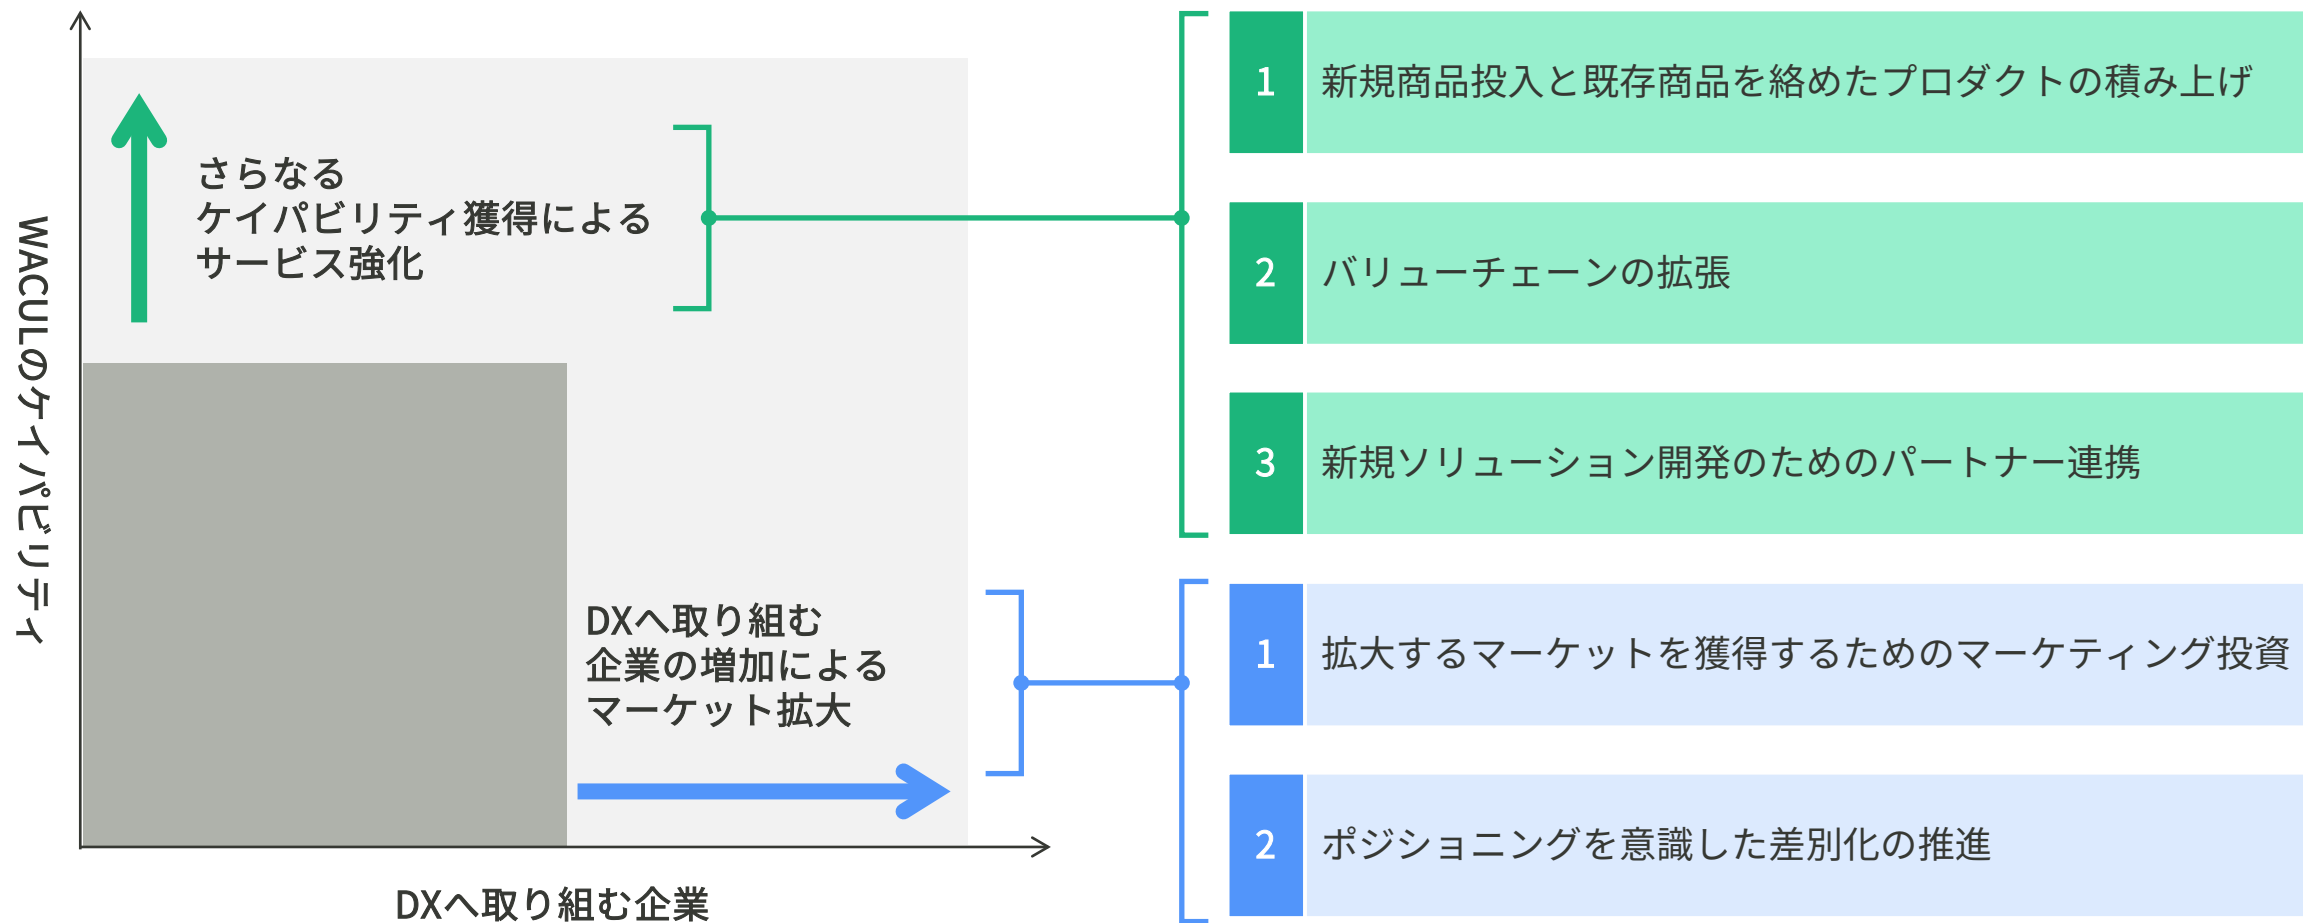 WACULのケイパビリティ
さらなる
ケイパビリティ獲得による
サービス強化
DXへ取り組む
企業の増加による
マーケット拡大
DXへ取り組む企業
1 新規商品投入と既存商品を絡めたプロダクトの積み上げ
2 バリューチェーンの拡張
3 新規ソリューション開発のためのパートナー連携
1 拡大するマーケットを獲得するためのマーケティング投資
2 ポジショニングを意識した差別化の推進